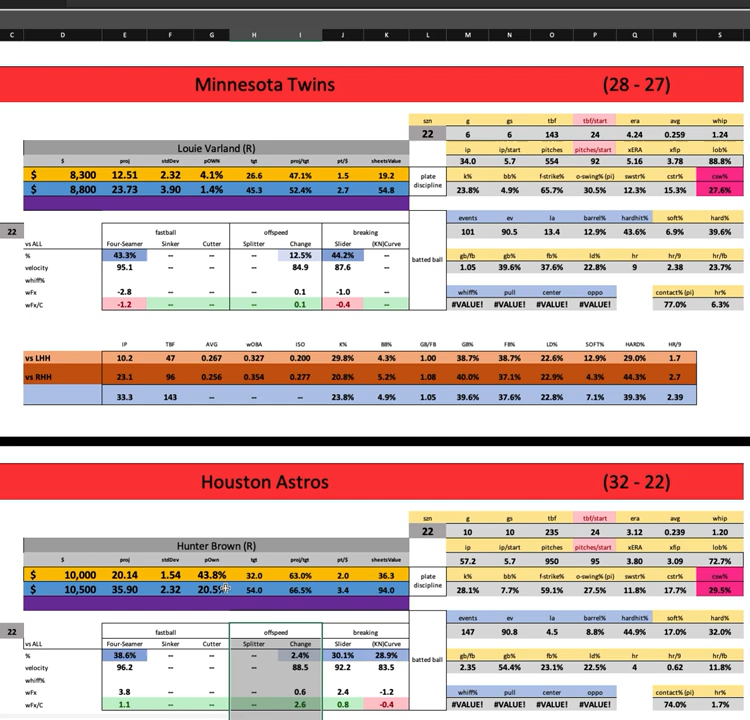 C D E F G H I J K L M N O P Q R S
Minnesota Twins (28 - 27)
szn g gs tbf tbf/start era avg whip
22 6 6 143 24 4.24 0.259 1.24
Louie Varland (R) ip ip/start pitches pitches/start xERA xfip lob%
$ proj stdDev pOWN tgt proj/tgt pt/$ sheetsValue 34.0 5.7 554 92 5.16 3.78 88.8%
$ 8,300 12.51 2.32 4.1% 26.6 47.1% 1.5 19.2 plate discipline k% bb% f-strike% o-swing% (pi) swstr% cstr% csw%
$ 8,800 23.73 3.90 1.4% 45.3 52.4% 2.7 54.8 23.8% 4.9% 65.7% 30.5% 12.3% 15.3% 27.6%
events ev la barrel% hardhit% soft% hard%
22 fastball offspeed breaking 101 90.5 13.4 12.9% 43.6% 6.9% 39.6%
vs ALL Four-Seamer Sinker Cutter Splitter Change Slider (KN)Curve
% 43.3% -- -- -- 12.5% 44.2% -- batted ball gb/fb gb% fb% ld% hr hr/9 hr/fb
velocity 95.1 84.9 87.6 1.05 39.6% 37.6% 22.8% 9 2.38 23.7%
whiff%
wFx -2.8 0.1 -1.0 whiff% pull center oppo contact% (pi) hr%
wFx/C -1.2 -- -- -- 0.1 -0.4 -- #VALUE! #VALUE! #VALUE! #VALUE! 77.0% 6.3%
IP TBF AVG wOBA ISO K% BB% GB/FB GB% FB% LD% SOFT% HARD% HR/9
vs LHH 10.2 47 0.267 0.327 0.200 29.8% 4.3% 1.00 38.7% 38.7% 22.6% 12.9% 29.0% 1.7
vs RHH 23.1 96 0.256 0.354 0.277 20.8% 5.2% 1.08 40.0% 37.1% 22.9% 4.3% 44.3% 2.7
33.3 143 -- -- -- 23.8% 4.9% 1.05 39.6% 37.6% 22.8% 7.1% 39.3% 2.39
Houston Astros (32 - 22)
szn g gs tbf tbf/start era avg whip
22 10 10 235 24 3.12 0.239 1.20
Hunter Brown (R) ip ip/start pitches pitches/start xERA xfip lob%
$ proj stdDev pOwn tgt proj/tgt pt/$ sheetsValue 57.2 5.7 950 95 3.80 3.09 72.7%
$ 10,000 20.14 1.54 43.8% 32.0 63.0% 2.0 36.3 plate discipline k% bb% f-strike% o-swing% (pi) swstr% cstr% csw%
$ 10,500 35.90 2.32 20.5% 54.0 66.5% 3.4 94.0 28.1% 7.7% 59.1% 27.5% 11.8% 17.7% 29.5%
events ev la barrel% hardhit% soft% hard%
22 fastball offspeed breaking 147 90.8 4.5 8.8% 44.9% 17.0% 32.0%
vs ALL Four-Seamer Sinker Cutter Splitter Change Slider (KN)Curve
% 38.6% -- -- -- 2.4% 30.1% 28.9% batted ball gb/fb gb% fb% ld% hr hr/9 hr/fb
velocity 96.2 88.5 92.2 83.5 2.35 54.4% 23.1% 22.5% 4 0.62 11.8%
whiff%
wFx 3.8 0.6 2.4 -1.2 whiff% pull center oppo contact% (pi) hr%
wFx/C 1.1 -- -- -- 2.6 0.8 -0.4 #VALUE! #VALUE! #VALUE! #VALUE! 74.0% 1.7%